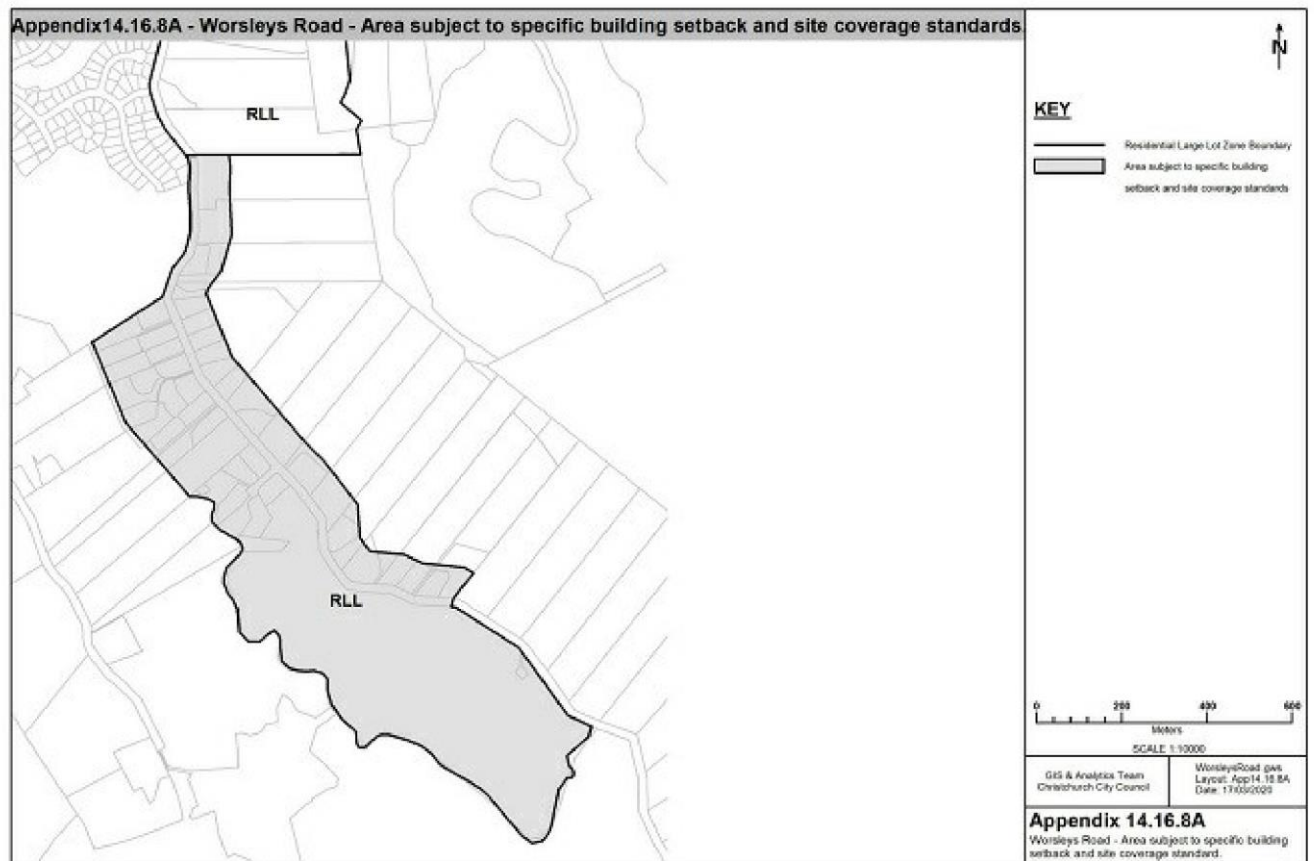 Appendix14.16.8A - Worsleys Road - Area subject to specific building setback and site coverage standards.
N
RLL
RLL
KEY
Residential Large Lot Zone Boundary
Area subject to specific building
setback and site coverage standards
0 200 400 600
Meters
SCALE 1:10000
GIS & Analytics Team
Christchurch City Council
WorsleysRoad.gws
Layout: App14.16.8A
Date: 17/03/2020
Appendix 14.16.8A
Worsleys Road - Area subject to specific building
setback and site coverage standard.